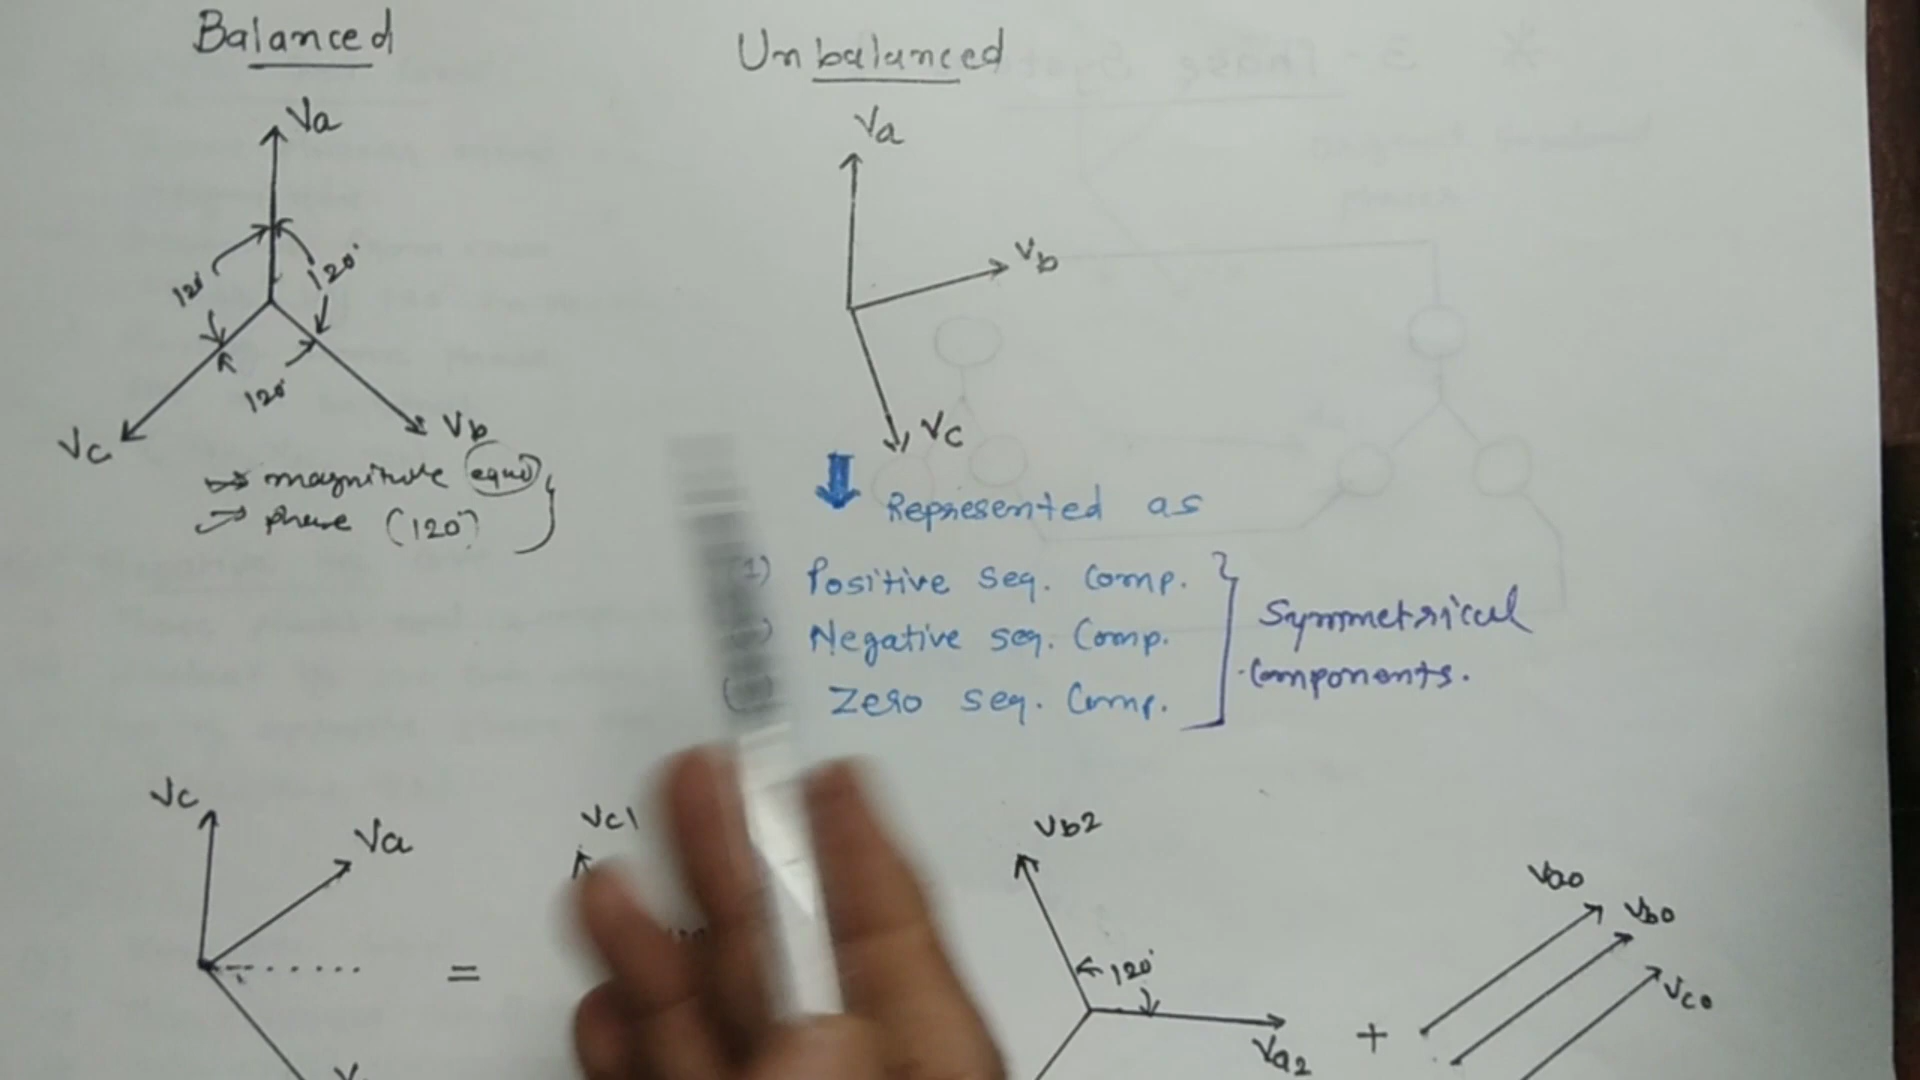 Balanced
Va
120°
120°
120°
Vc
Vb
magnitude equal
phase (120°)
Unbalanced
Va
Vb
Vc
Represented as
1) Positive seq. Comp.
Negative seq. Comp.
Zero seq. Comp.
Symmetrical
Components.
Vc
Va
=
Vc1
Vb2
120°
Va2
+
Va0
Vb0
Vc0